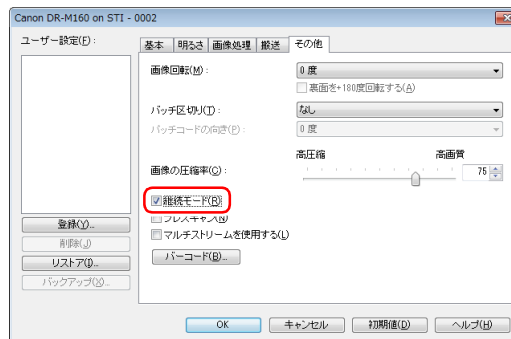 Canon DR-M160 on STI - 0002
ユーザー設定(F):
基本 明るさ 画像処理 搬送 その他
画像回転(M): 0 度
裏面を+180度回転する(A)
バッチ区切り(T): なし
バッチコードの向き(P): 0 度
高圧縮 高画質
画像の圧縮率(C): 75
継続モード(R)
プレスキャン(N)
マルチストリームを使用する(L)
バーコード(B)...
登録(Y)...
削除(J)
リストア(I)...
バックアップ(X)...
OK キャンセル 初期値(D) ヘルプ(H)